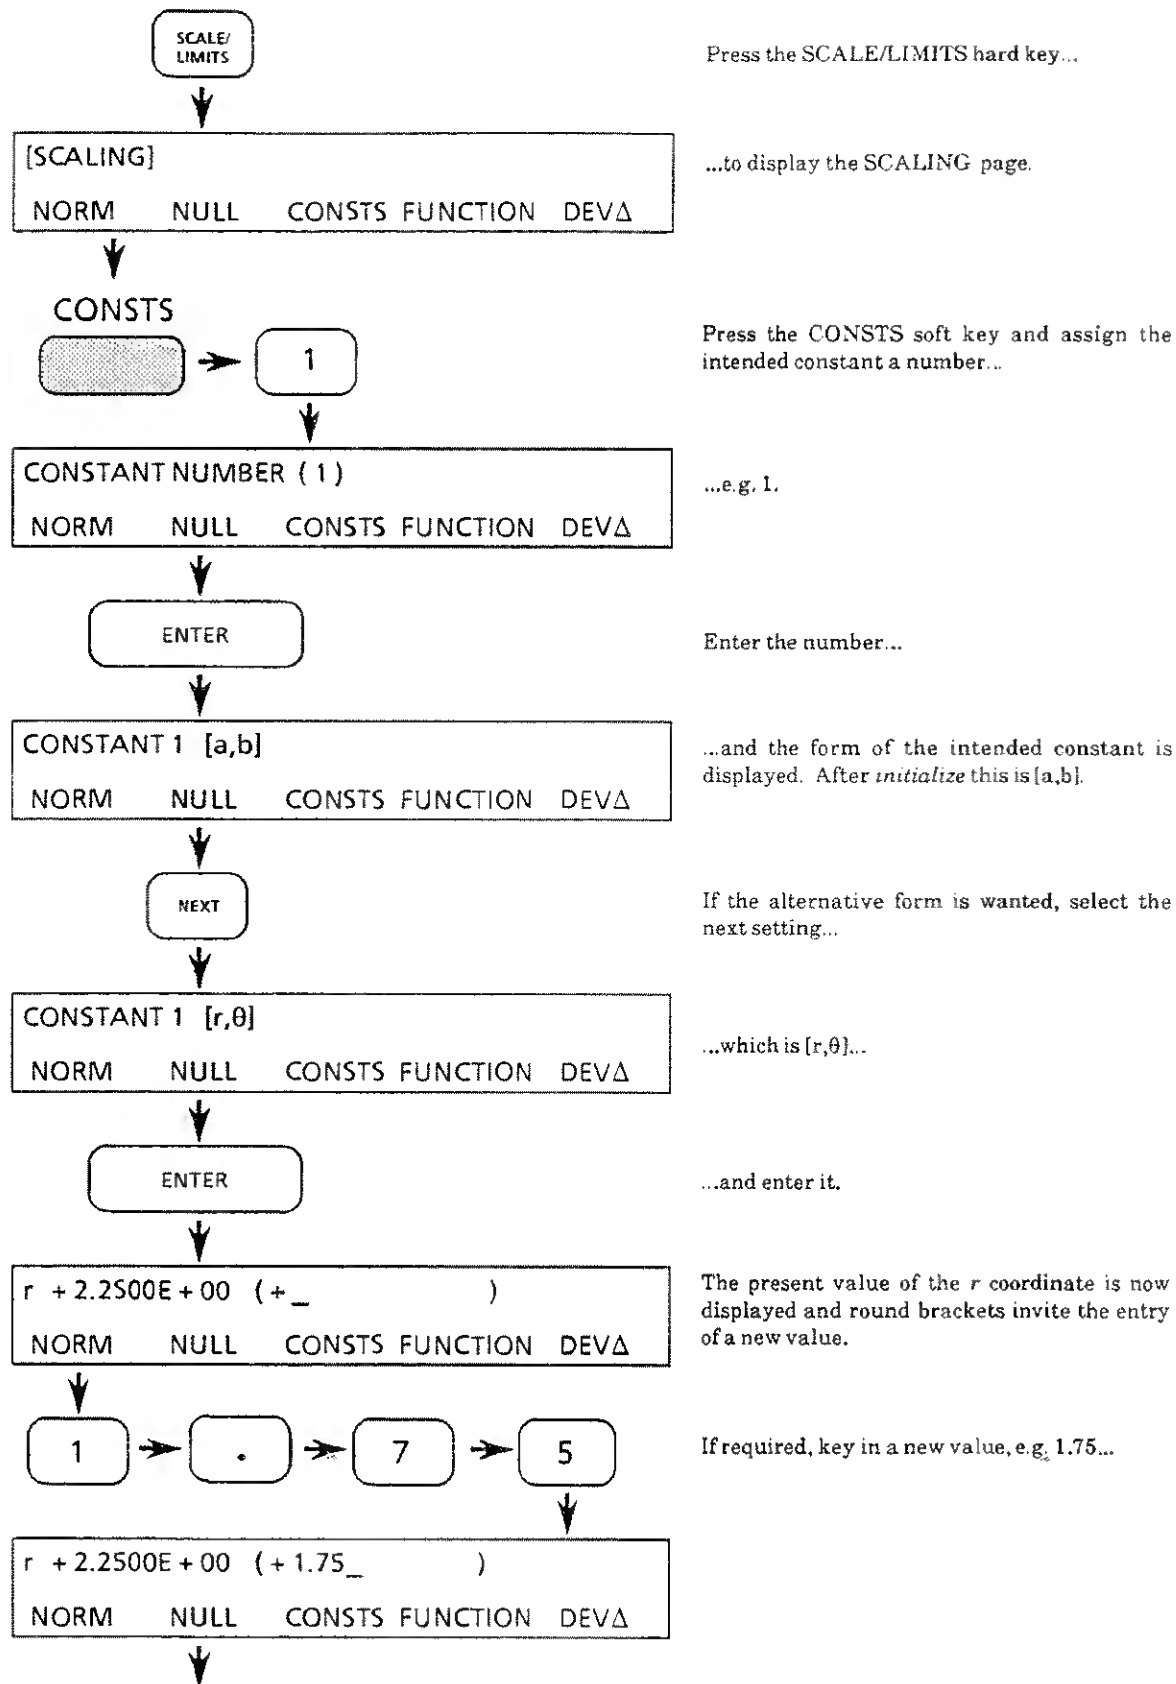 SCALE/
LIMITS
Press the SCALE/LIMITS hard key...
[SCALING]
NORM NULL CONSTS FUNCTION DEV∆
...to display the SCALING page.
CONSTS
1
Press the CONSTS soft key and assign the
intended constant a number...
CONSTANT NUMBER ( 1 )
NORM NULL CONSTS FUNCTION DEV∆
...e.g. 1.
ENTER
Enter the number...
CONSTANT 1 [a,b]
NORM NULL CONSTS FUNCTION DEV∆
...and the form of the intended constant is
displayed. After initialize this is [a,b].
NEXT
If the alternative form is wanted, select the
next setting...
CONSTANT 1 [r,θ]
NORM NULL CONSTS FUNCTION DEV∆
...which is [r,θ]...
ENTER
...and enter it.
r + 2.2500E + 00 ( + _ )
NORM NULL CONSTS FUNCTION DEV∆
The present value of the r coordinate is now
displayed and round brackets invite the entry
of a new value.
1 . 7 5
If required, key in a new value, e.g. 1.75...
r + 2.2500E + 00 ( + 1.75_ )
NORM NULL CONSTS FUNCTION DEV∆